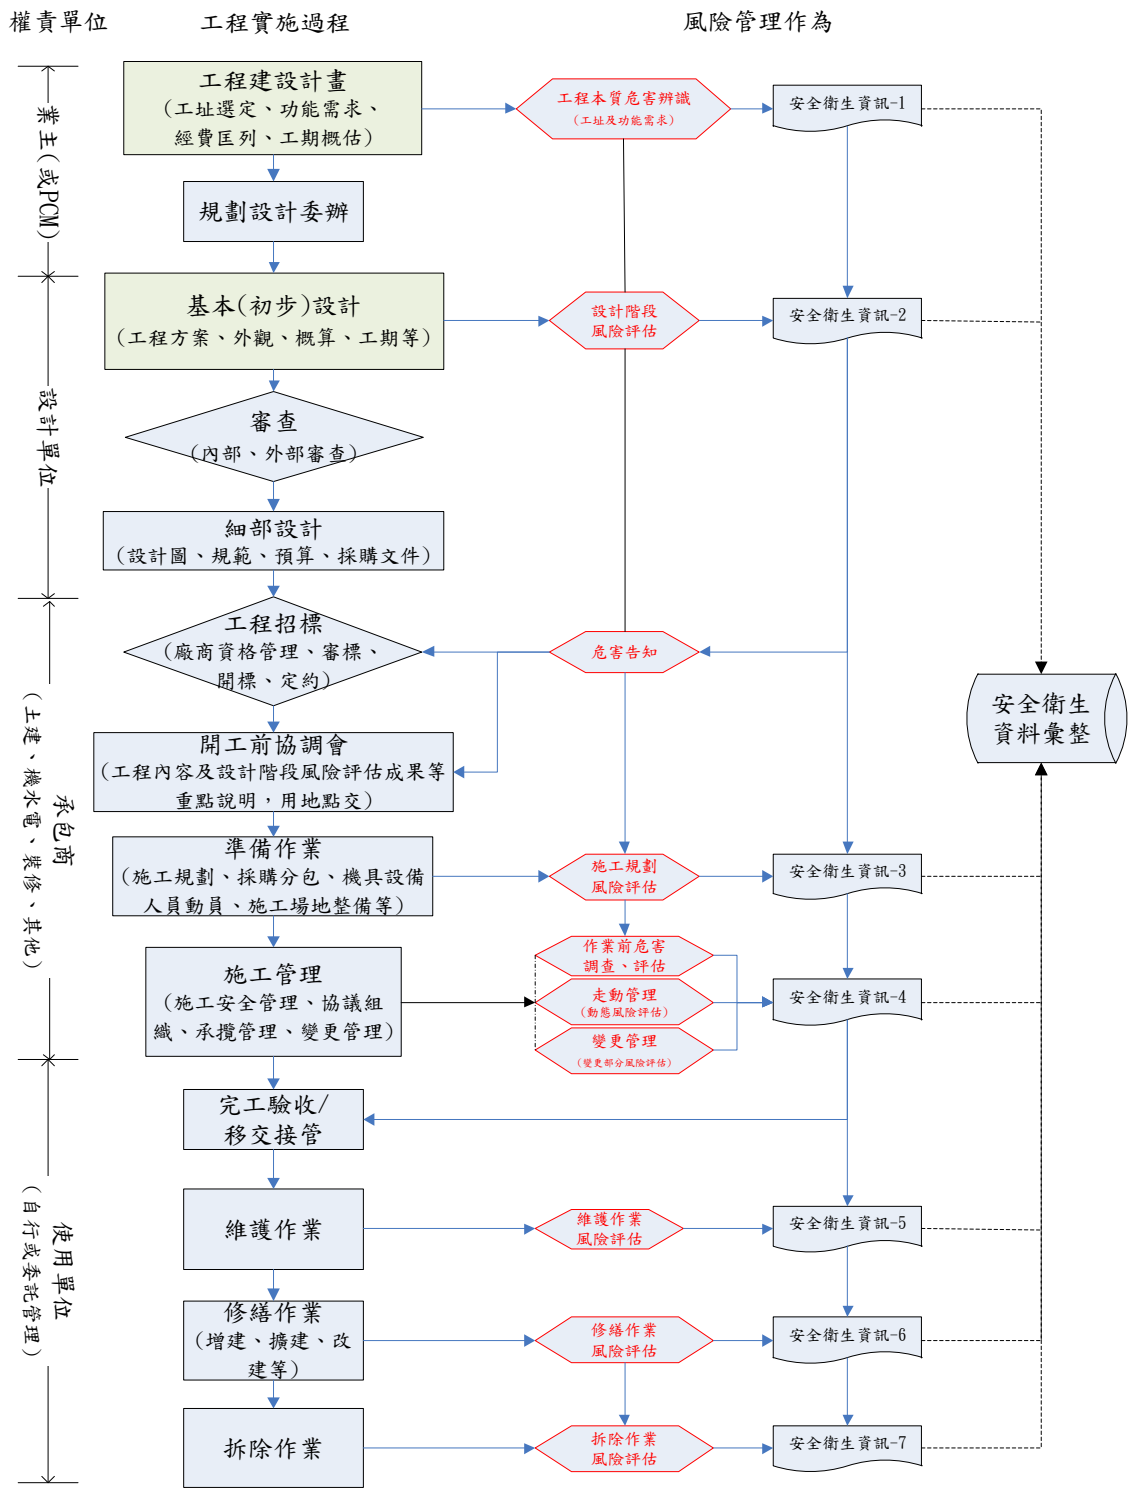 權責單位
工程實施過程
風險管理作為
業主(或PCM)
工程建設計畫
(工址選定、功能需求、
經費匡列、工期概估)
工程本質危害辨識
(工址及功能需求)
安全衛生資訊-1
規劃設計委辦
設計單位
基本(初步)設計
(工程方案、外觀、概算、工期等)
設計階段
風險評估
安全衛生資訊-2
審查
(內部、外部審查)
細部設計
(設計圖、規範、預算、採購文件)
承包商
(土建、機水電、裝修、其他)
工程招標
(廠商資格管理、審標、
開標、定約)
危害告知
安全衛生
資料彙整
開工前協調會
(工程內容及設計階段風險評估成果等
重點說明，用地點交)
準備作業
(施工規劃、採購分包、機具設備
人員動員、施工場地整備等)
施工規劃
風險評估
安全衛生資訊-3
施工管理
(施工安全管理、協議組
織、承攬管理、變更管理)
作業前危害
調查、評估
走動管理
(動態風險評估)
變更管理
(變更部分風險評估)
安全衛生資訊-4
使用單位
(自行或委託管理)
完工驗收/
移交接管
維護作業
維護作業
風險評估
安全衛生資訊-5
修繕作業
(增建、擴建、改
建等)
修繕作業
風險評估
安全衛生資訊-6
拆除作業
拆除作業
風險評估
安全衛生資訊-7